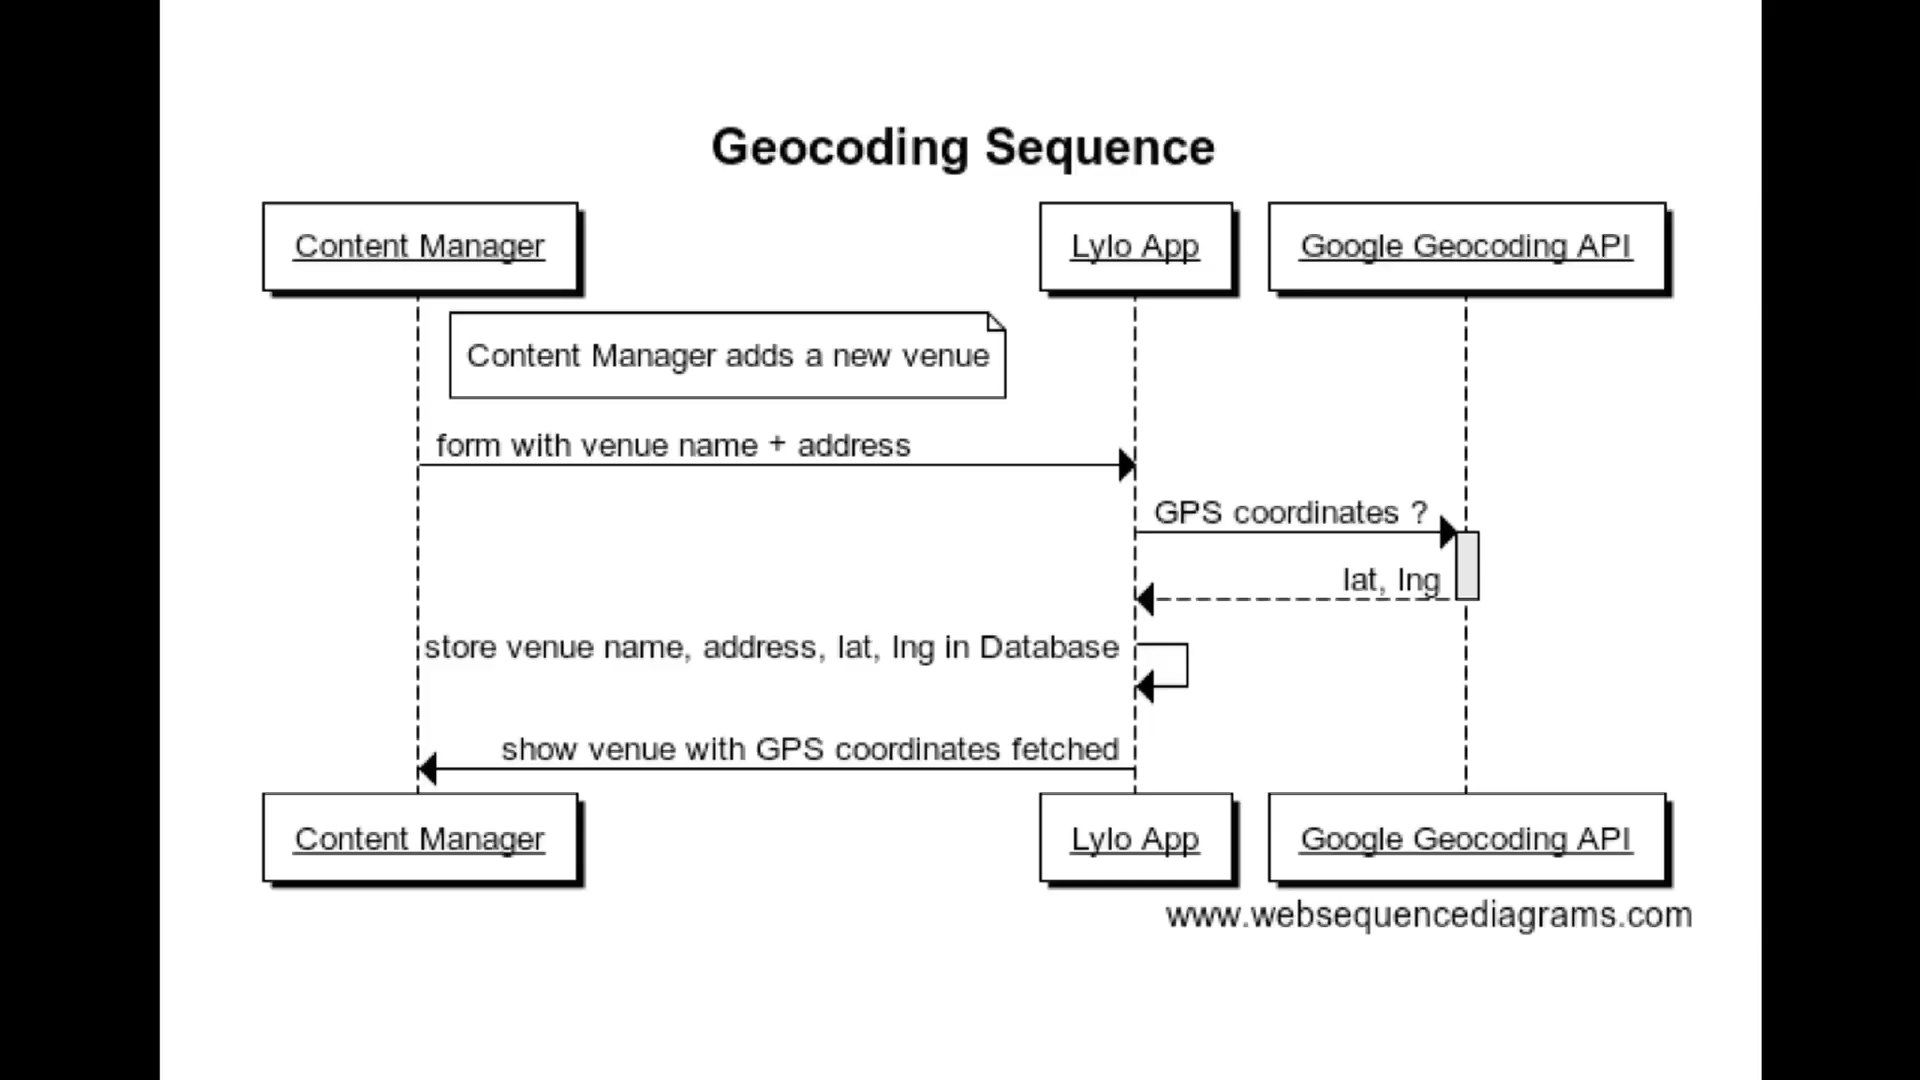 Geocoding Sequence
Content Manager
Lylo App
Google Geocoding API
Content Manager adds a new venue
form with venue name + address
GPS coordinates ?
lat, lng
store venue name, address, lat, lng in Database
show venue with GPS coordinates fetched
Content Manager
Lylo App
Google Geocoding API
www.websequencediagrams.com